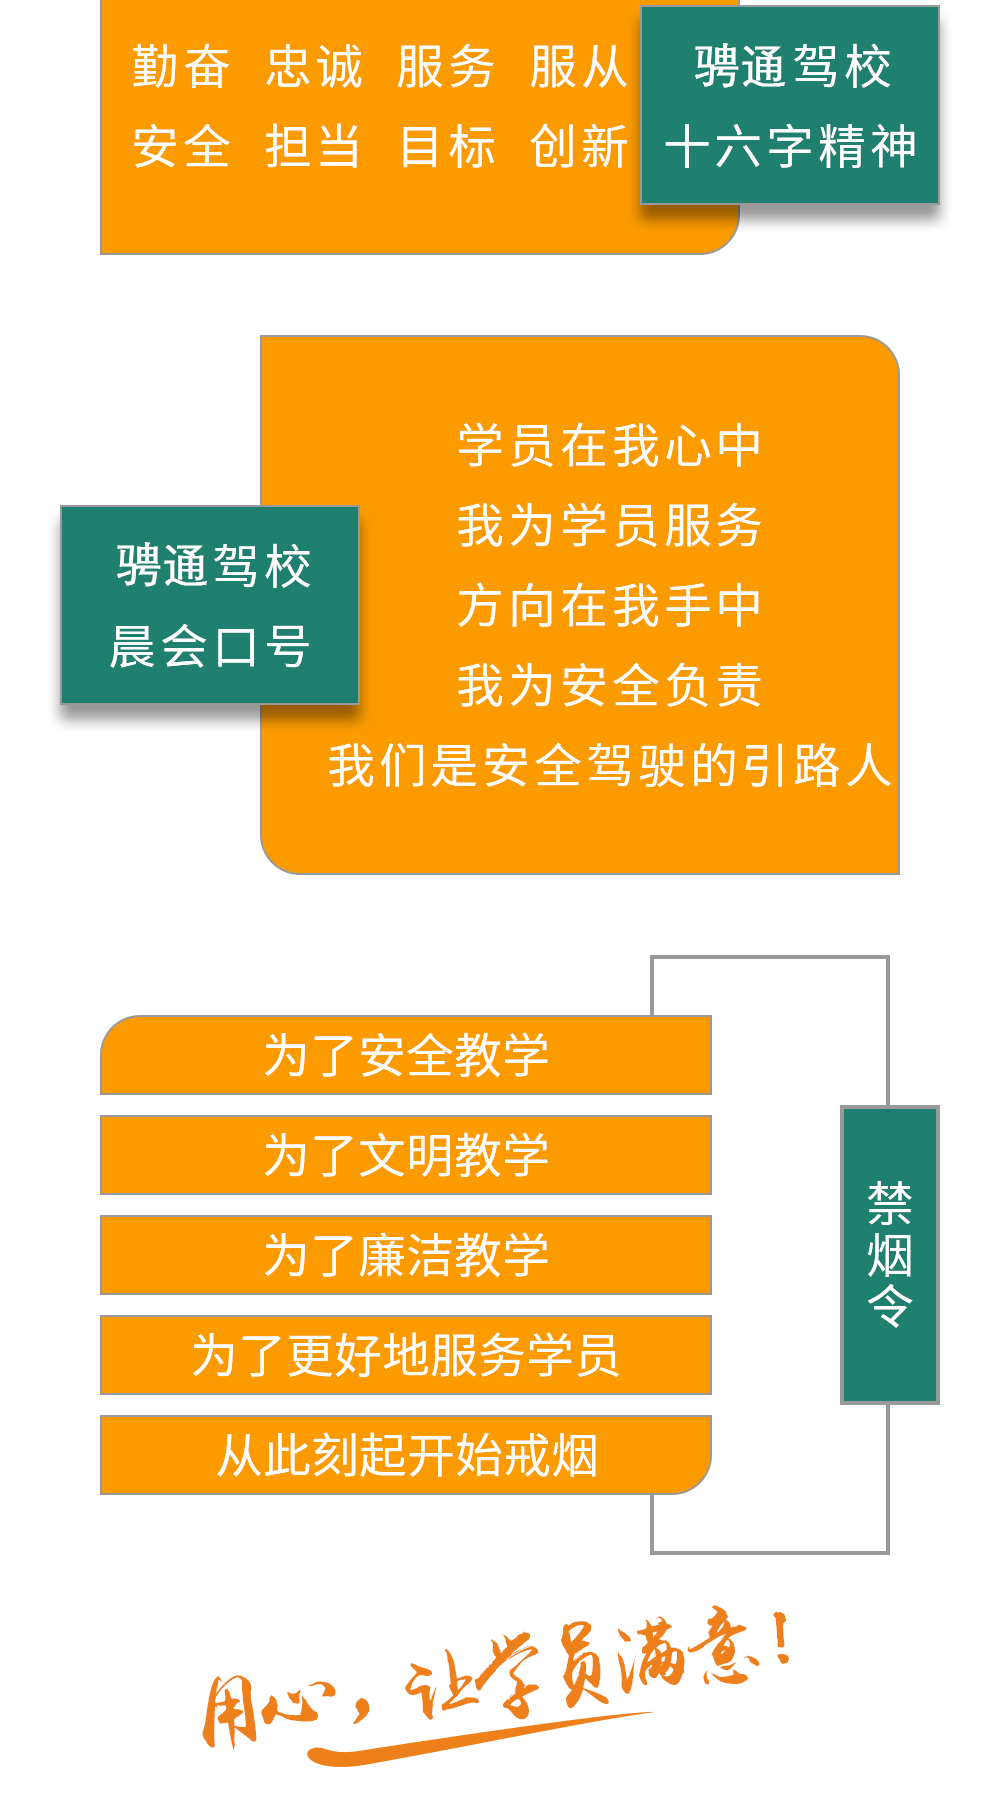 勤奋 忠诚 服务 服从
安全 担当 目标 创新
骋通驾校
十六字精神
学员在我心中
我为学员服务
方向在我手中
我为安全负责
我们是安全驾驶的引路人
骋通驾校
晨会口号
为了安全教学
为了文明教学
为了廉洁教学
为了更好地服务学员
从此刻起开始戒烟
禁烟令
用心，让学员满意！